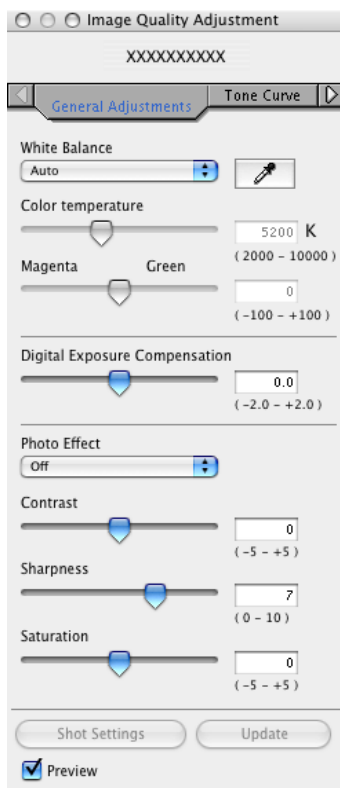 Image Quality Adjustment
XXXXXXXXXX
General Adjustments
Tone Curve
White Balance
Auto
Color temperature
5200 K
( 2000 - 10000 )
Magenta Green
0
( -100 - +100 )
Digital Exposure Compensation
0.0
( -2.0 - +2.0 )
Photo Effect
Off
Contrast
0
( -5 - +5 )
Sharpness
7
( 0 - 10 )
Saturation
0
( -5 - +5 )
Shot Settings Update
Preview